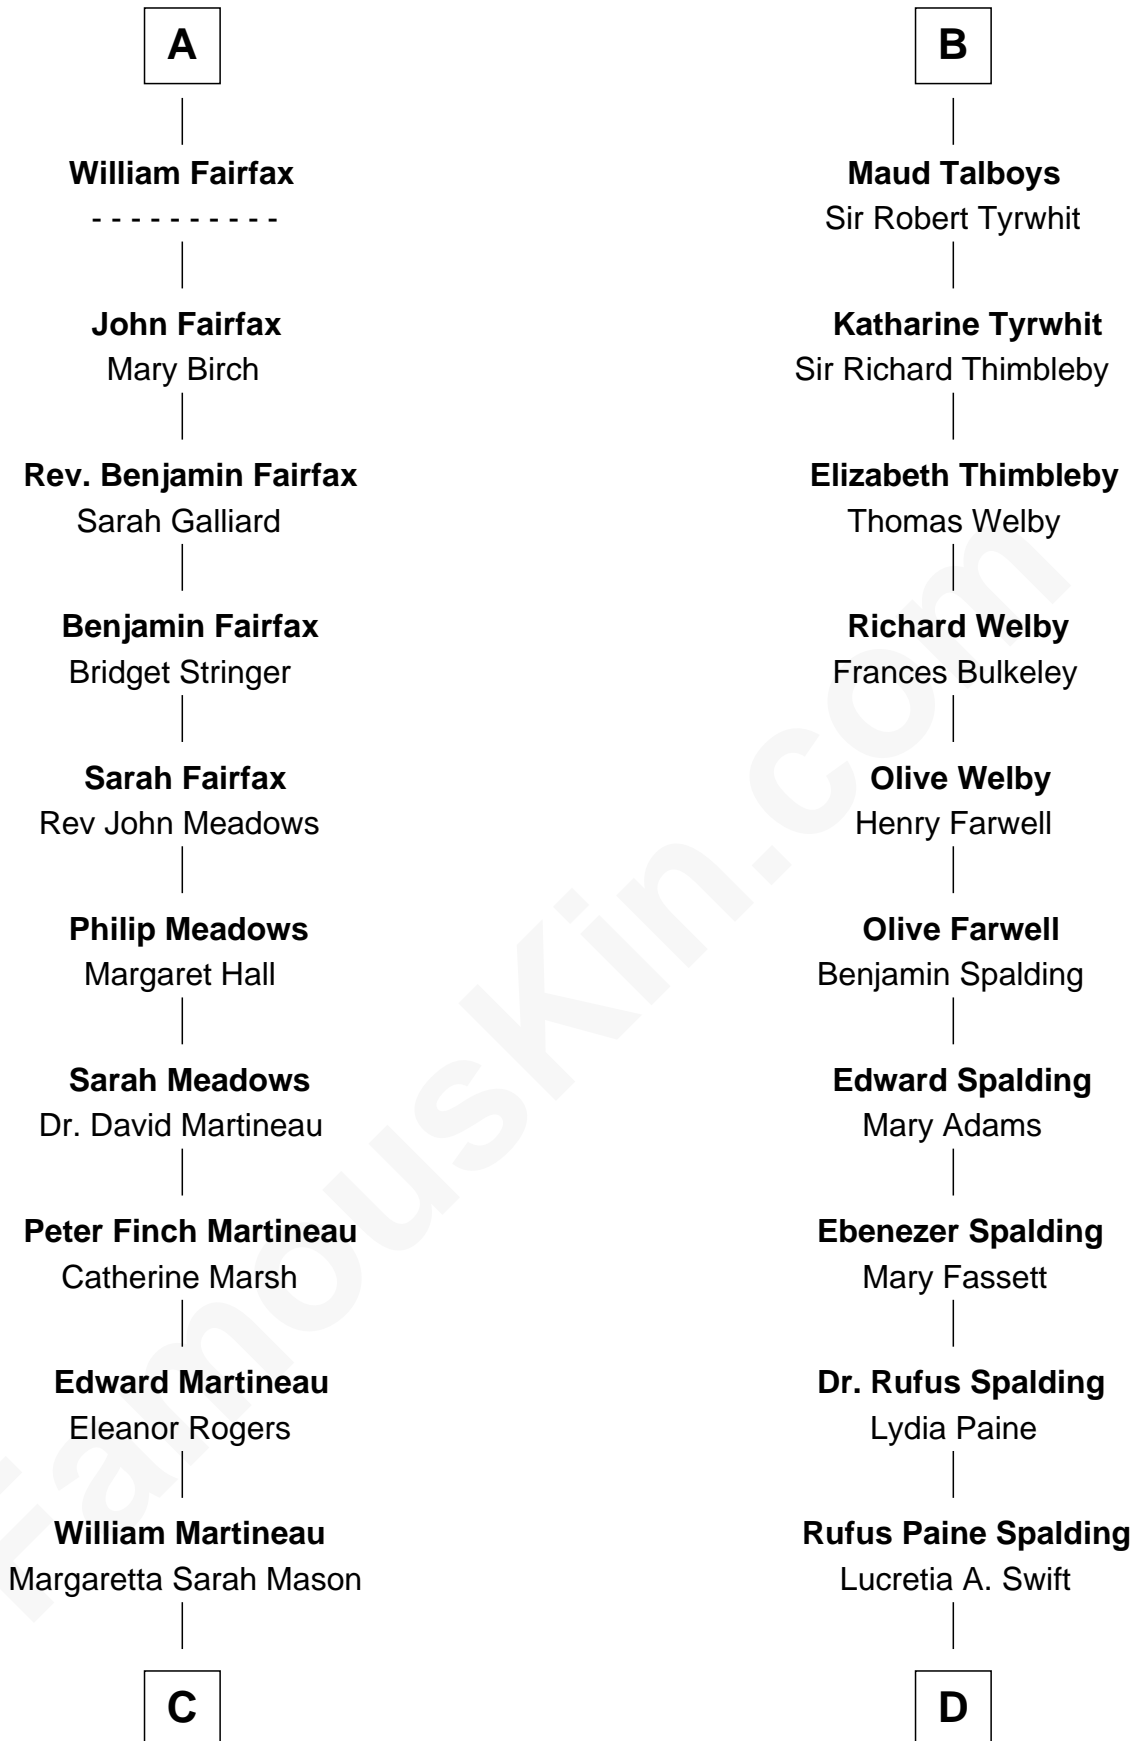 A
William Fairfax
- - - - - - - - - -
John Fairfax
Mary Birch
Rev. Benjamin Fairfax
Sarah Galliard
Benjamin Fairfax
Bridget Stringer
Sarah Fairfax
Rev John Meadows
Philip Meadows
Margaret Hall
Sarah Meadows
Dr. David Martineau
Peter Finch Martineau
Catherine Marsh
Edward Martineau
Eleanor Rogers
William Martineau
Margaretta Sarah Mason
C
B
Maud Talboys
Sir Robert Tyrwhit
Katharine Tyrwhit
Sir Richard Thimbleby
Elizabeth Thimbleby
Thomas Welby
Richard Welby
Frances Bulkeley
Olive Welby
Henry Farwell
Olive Farwell
Benjamin Spalding
Edward Spalding
Mary Adams
Ebenezer Spalding
Mary Fassett
Dr. Rufus Spalding
Lydia Paine
Rufus Paine Spalding
Lucretia A. Swift
D
FamousKin.com